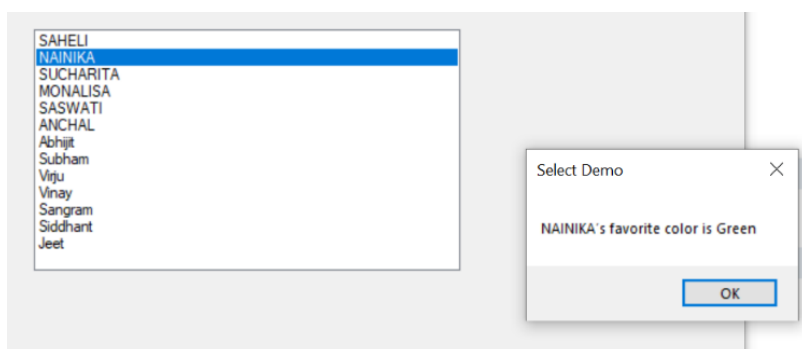 SAHELI
NAINIKA
SUCHARITA
MONALISA
SASWATI
ANCHAL
Abhijit
Subham
Virju
Vinay
Sangram
Siddhant
Jeet
Select Demo
NAINIKA's favorite color is Green
OK